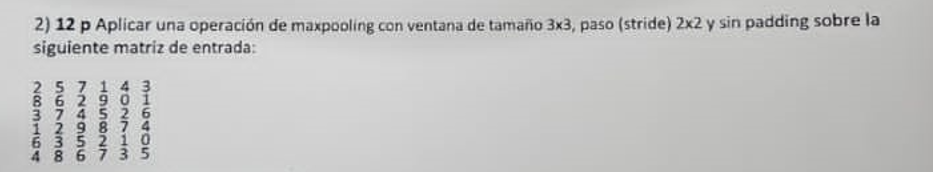 2) 12 p Aplicar una operación de maxpooling con ventana de tamaño 3x3, paso (stride) 2x2 y sin padding sobre la
siguiente matriz de entrada:
2 5 7 1 4 3
8 6 2 9 0 1
3 7 4 5 2 6
1 2 9 8 7 4
6 3 5 2 1 0
4 8 6 7 3 5